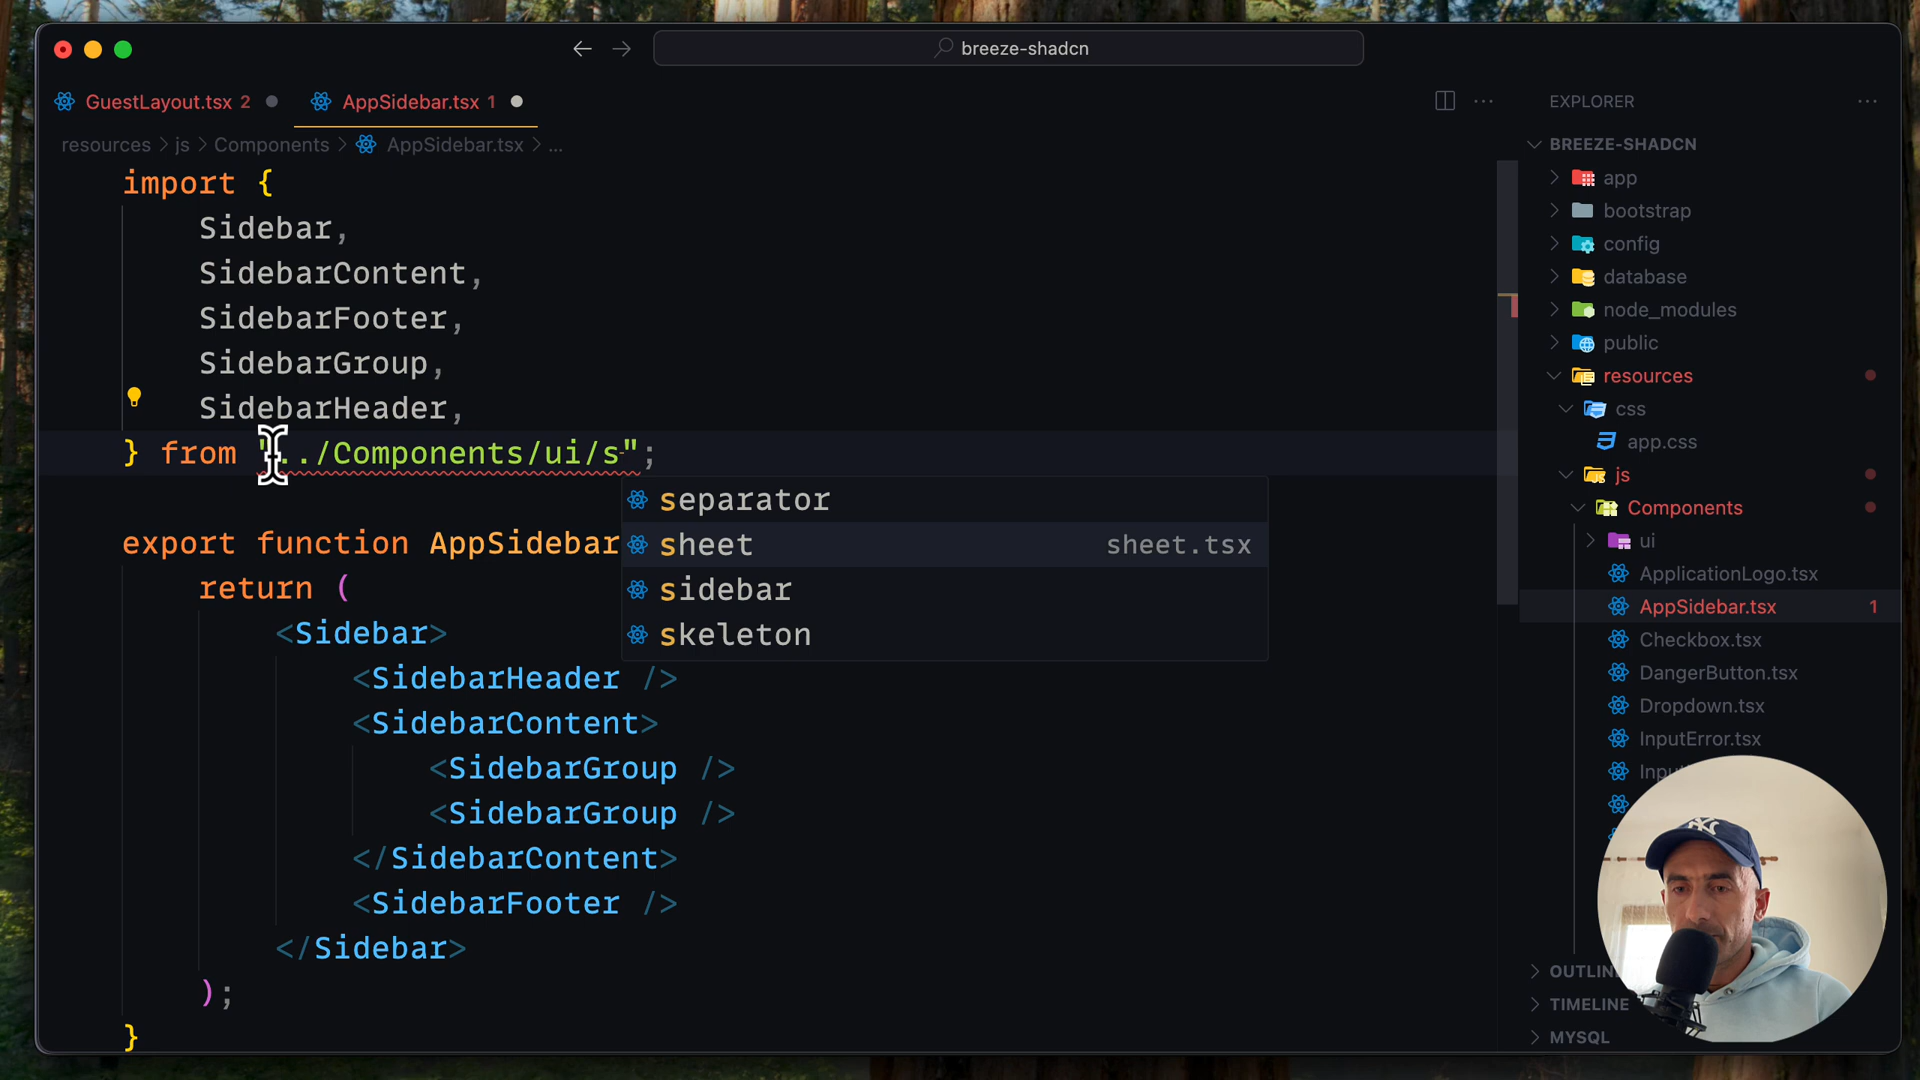 breeze-shadcn
GuestLayout.tsx 2
AppSidebar.tsx 1
resources > js > Components > AppSidebar.tsx > ...
import {
Sidebar,
SidebarContent,
SidebarFooter,
SidebarGroup,
SidebarHeader,
} from "../Components/ui/s";
separator
sheet sheet.tsx
sidebar
skeleton
export function AppSidebar
return (
<Sidebar>
<SidebarHeader />
<SidebarContent>
<SidebarGroup />
<SidebarGroup />
</SidebarContent>
<SidebarFooter />
</Sidebar>
);
}
EXPLORER
BREEZE-SHADCN
app
bootstrap
config
database
node_modules
public
resources
css
app.css
js
Components
ui
ApplicationLogo.tsx
AppSidebar.tsx 1
Checkbox.tsx
DangerButton.tsx
Dropdown.tsx
InputError.tsx
TIMELINE
MYSQL